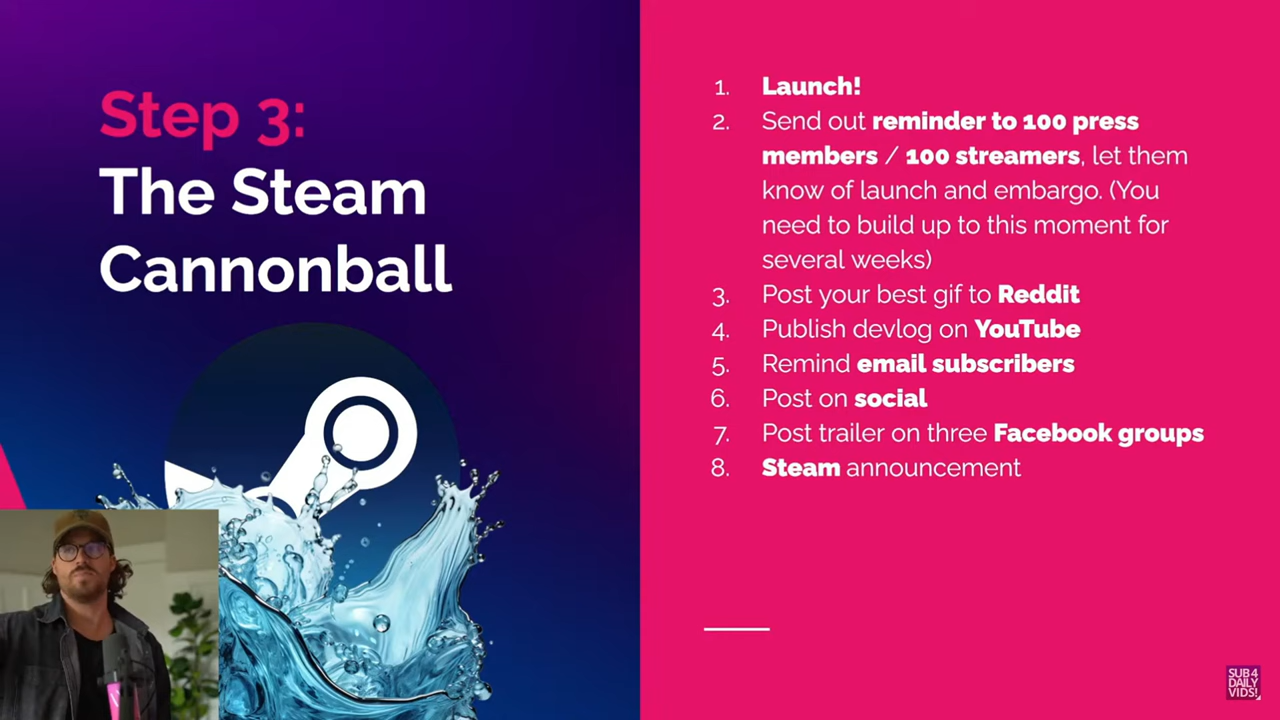 Step 3:
The Steam
Cannonball
1. Launch!
2. Send out reminder to 100 press
members / 100 streamers, let them
know of launch and embargo. (You
need to build up to this moment for
several weeks)
3. Post your best gif to Reddit
4. Publish devlog on YouTube
5. Remind email subscribers
6. Post on social
7. Post trailer on three Facebook groups
8. Steam announcement
SUB 4
DAILY
VIDS!